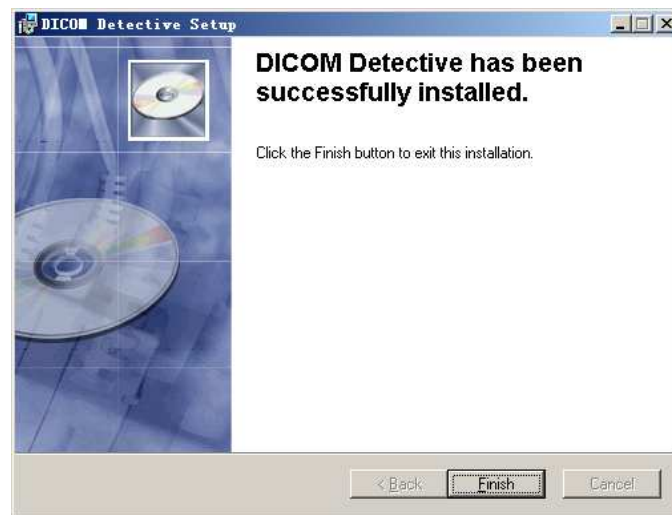 DICOM Detective Setup
DICOM Detective has been
successfully installed.
Click the Finish button to exit this installation.
< Back
Finish
Cancel